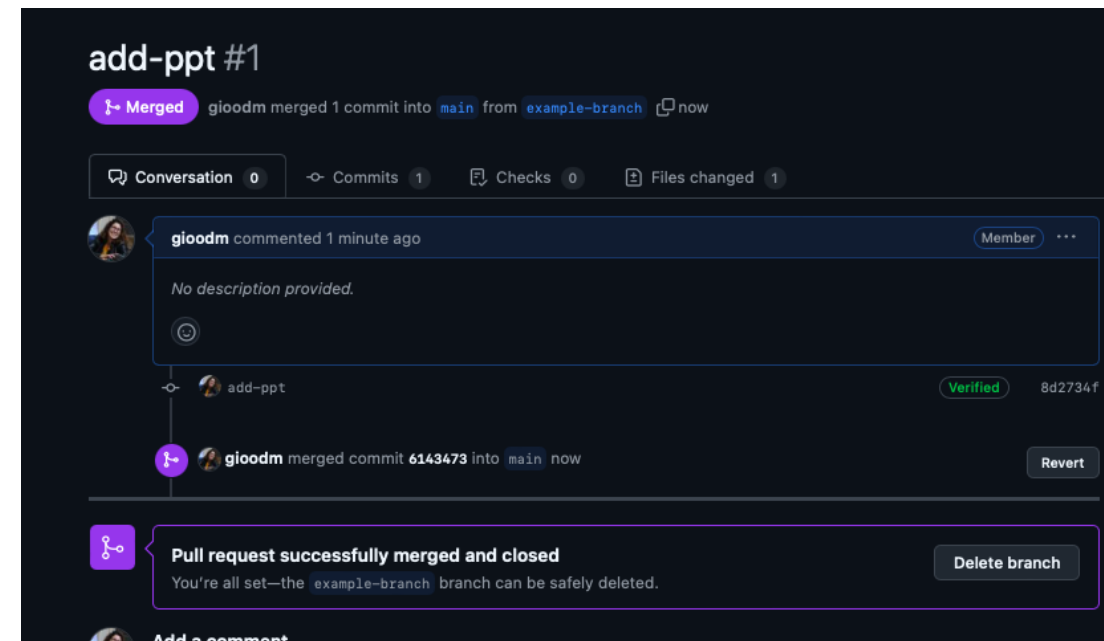 add-ppt #1
Merged gioodm merged 1 commit into main from example-branch now
Conversation 0 Commits 1 Checks 0 Files changed 1
gioodm commented 1 minute ago Member ...
No description provided.
add-ppt Verified 8d2734f
gioodm merged commit 6143473 into main now Revert
Pull request successfully merged and closed
You're all set—the example-branch branch can be safely deleted. Delete branch
Add a comment